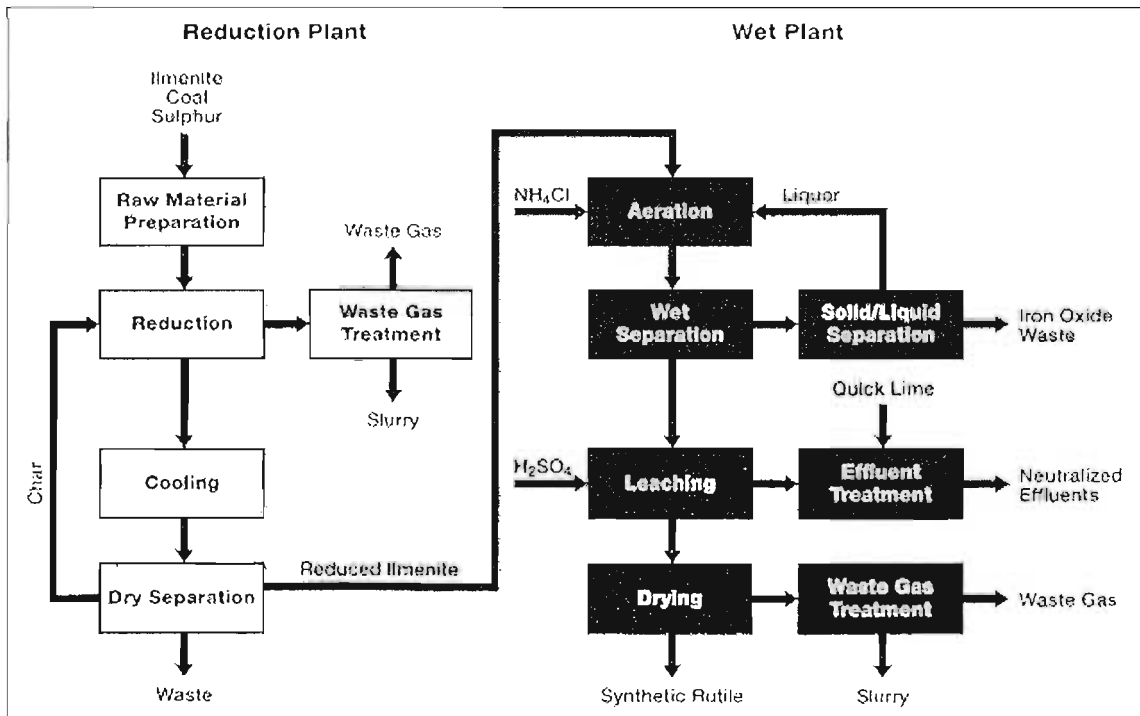 Reduction Plant
Wet Plant
Ilmenite
Coal
Sulphur
Raw Material
Preparation
Waste Gas
Reduction
Waste Gas
Treatment
Slurry
Char
Cooling
Dry Separation
Reduced Ilmenite
Waste
NH₄Cl
Aeration
Liquor
Wet
Separation
Solid/Liquid
Separation
Iron Oxide
Waste
Quick Lime
H₂SO₄
Leaching
Effluent
Treatment
Neutralized
Effluents
Drying
Waste Gas
Treatment
Waste Gas
Synthetic Rutile
Slurry